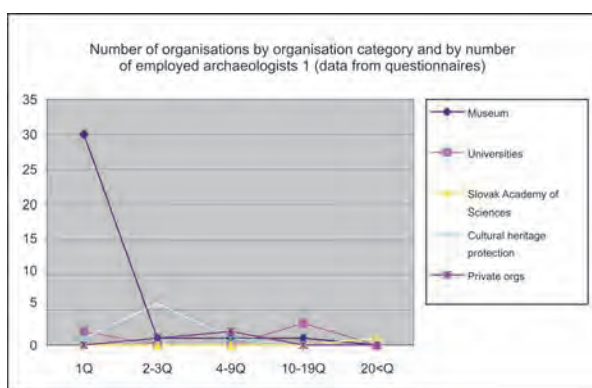 Number of organisations by organisation category and by number
of employed archaeologists 1 (data from questionnaires)
35
30
25
20
15
10
5
0
1Q 2-3Q 4-9Q 10-19Q 20<Q
Museum
Universities
Slovak Academy of
Sciences
Cultural heritage
protection
Private orgs